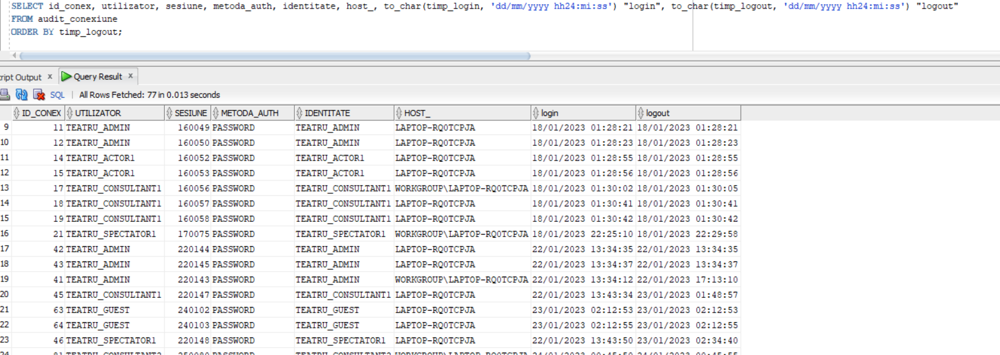 SELECT id_conex, utilizator, sesiune, metoda_auth, identitate, host_, to_char(timp_login, 'dd/mm/yyyy hh24:mi:ss') "login", to_char(timp_logout, 'dd/mm/yyyy hh24:mi:ss') "logout"
FROM audit_conexiune
ORDER BY timp_logout;
ript Output x Query Result x
SQL | All Rows Fetched: 77 in 0.013 seconds
ID_CONEX UTILIZATOR SESIUNE METODA_AUTH IDENTITATE HOST_ login logout
9 11 TEATRU_ADMIN 160049 PASSWORD TEATRU_ADMIN LAPTOP-RQ0TCPJA 18/01/2023 01:28:21 18/01/2023 01:28:21
10 12 TEATRU_ADMIN 160050 PASSWORD TEATRU_ADMIN LAPTOP-RQ0TCPJA 18/01/2023 01:28:23 18/01/2023 01:28:23
11 14 TEATRU_ACTOR1 160052 PASSWORD TEATRU_ACTOR1 LAPTOP-RQ0TCPJA 18/01/2023 01:28:55 18/01/2023 01:28:55
12 15 TEATRU_ACTOR1 160053 PASSWORD TEATRU_ACTOR1 LAPTOP-RQ0TCPJA 18/01/2023 01:28:56 18/01/2023 01:28:56
13 17 TEATRU_CONSULTANT1 160056 PASSWORD TEATRU_CONSULTANT1 WORKGROUP\LAPTOP-RQ0TCPJA 18/01/2023 01:30:02 18/01/2023 01:30:05
14 18 TEATRU_CONSULTANT1 160057 PASSWORD TEATRU_CONSULTANT1 LAPTOP-RQ0TCPJA 18/01/2023 01:30:41 18/01/2023 01:30:41
15 19 TEATRU_CONSULTANT1 160058 PASSWORD TEATRU_CONSULTANT1 LAPTOP-RQ0TCPJA 18/01/2023 01:30:42 18/01/2023 01:30:42
16 21 TEATRU_SPECTATOR1 170075 PASSWORD TEATRU_SPECTATOR1 WORKGROUP\LAPTOP-RQ0TCPJA 18/01/2023 22:25:10 18/01/2023 22:29:58
17 42 TEATRU_ADMIN 220144 PASSWORD TEATRU_ADMIN LAPTOP-RQ0TCPJA 22/01/2023 13:34:35 22/01/2023 13:34:35
18 43 TEATRU_ADMIN 220145 PASSWORD TEATRU_ADMIN LAPTOP-RQ0TCPJA 22/01/2023 13:34:37 22/01/2023 13:34:37
19 41 TEATRU_ADMIN 220143 PASSWORD TEATRU_ADMIN WORKGROUP\LAPTOP-RQ0TCPJA 22/01/2023 13:34:12 22/01/2023 17:13:10
20 45 TEATRU_CONSULTANT1 220147 PASSWORD TEATRU_CONSULTANT1 LAPTOP-RQ0TCPJA 22/01/2023 13:43:34 23/01/2023 01:48:57
21 63 TEATRU_GUEST 240102 PASSWORD TEATRU_GUEST LAPTOP-RQ0TCPJA 23/01/2023 02:12:53 23/01/2023 02:12:53
22 64 TEATRU_GUEST 240103 PASSWORD TEATRU_GUEST LAPTOP-RQ0TCPJA 23/01/2023 02:12:55 23/01/2023 02:12:55
23 46 TEATRU_SPECTATOR1 220148 PASSWORD TEATRU_SPECTATOR1 LAPTOP-RQ0TCPJA 22/01/2023 13:43:50 23/01/2023 02:34:40